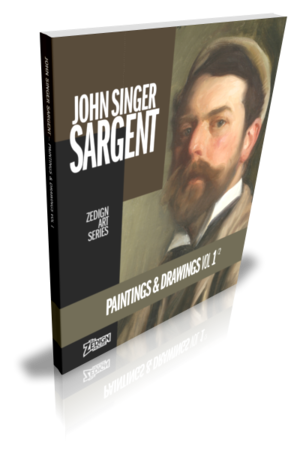 JOHN SINGER
SARGENT
ZEDIGN
ART
SERIES
PAINTINGS & DRAWINGS VOL 1
ZEDIGN
JOHN SINGER SARGENT PAINTINGS & DRAWINGS VOL 1